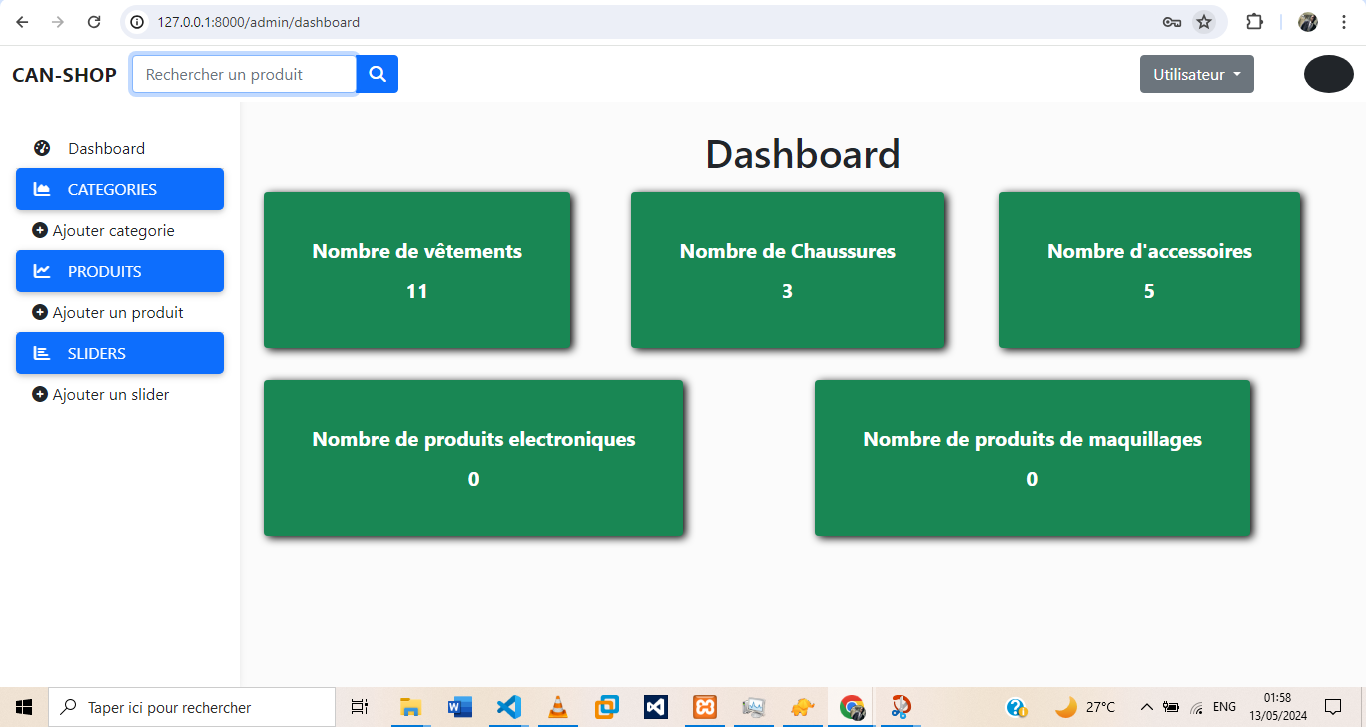 127.0.0.1:8000/admin/dashboard
CAN-SHOP
Rechercher un produit
Utilisateur
Dashboard
CATEGORIES
Ajouter categorie
PRODUITS
Ajouter un produit
SLIDERS
Ajouter un slider
Dashboard
Nombre de vêtements
11
Nombre de Chaussures
3
Nombre d'accessoires
5
Nombre de produits electroniques
0
Nombre de produits de maquillages
0
Taper ici pour rechercher
27°C
ENG
01:58
13/05/2024